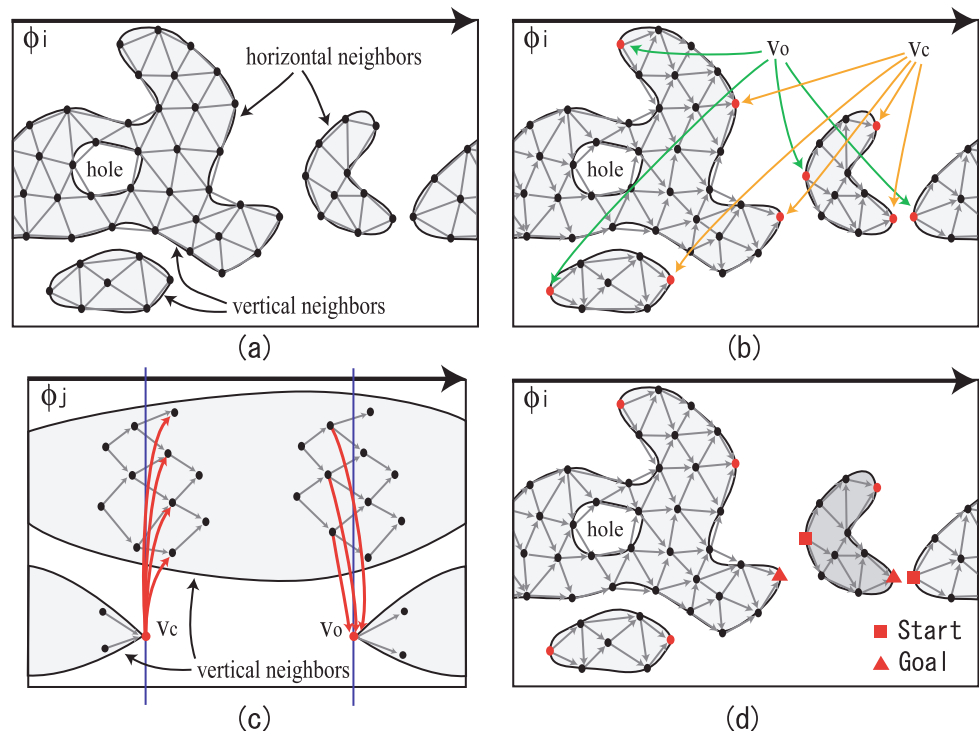 ϕi
horizontal neighbors
hole
vertical neighbors
(a)
ϕi
Vo
Vc
hole
(b)
ϕj
Vc
Vo
vertical neighbors
(c)
ϕi
hole
Start
Goal
(d)